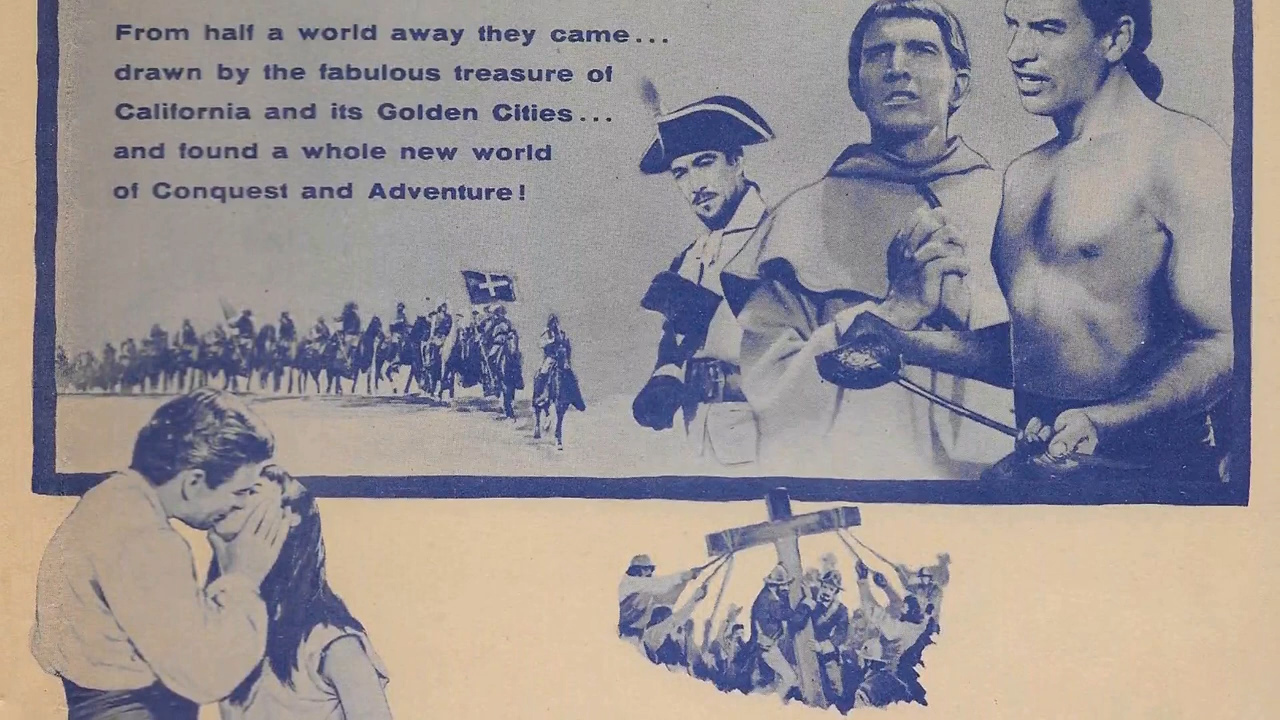 From half a world away they came...
drawn by the fabulous treasure of
California and its Golden Cities...
and found a whole new world
of Conquest and Adventure!